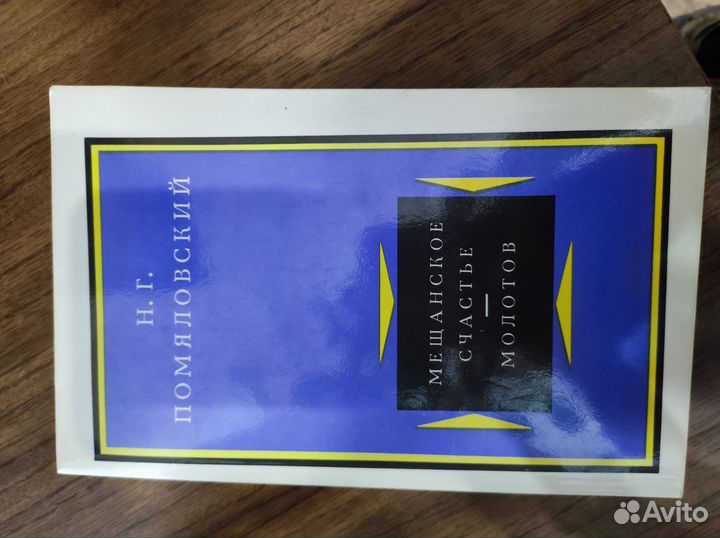 Н. Г.
ПОМЯЛОВСКИЙ
МЕЩАНСКОЕ
СЧАСТЬЕ
—
МОЛОТОВ
Avito